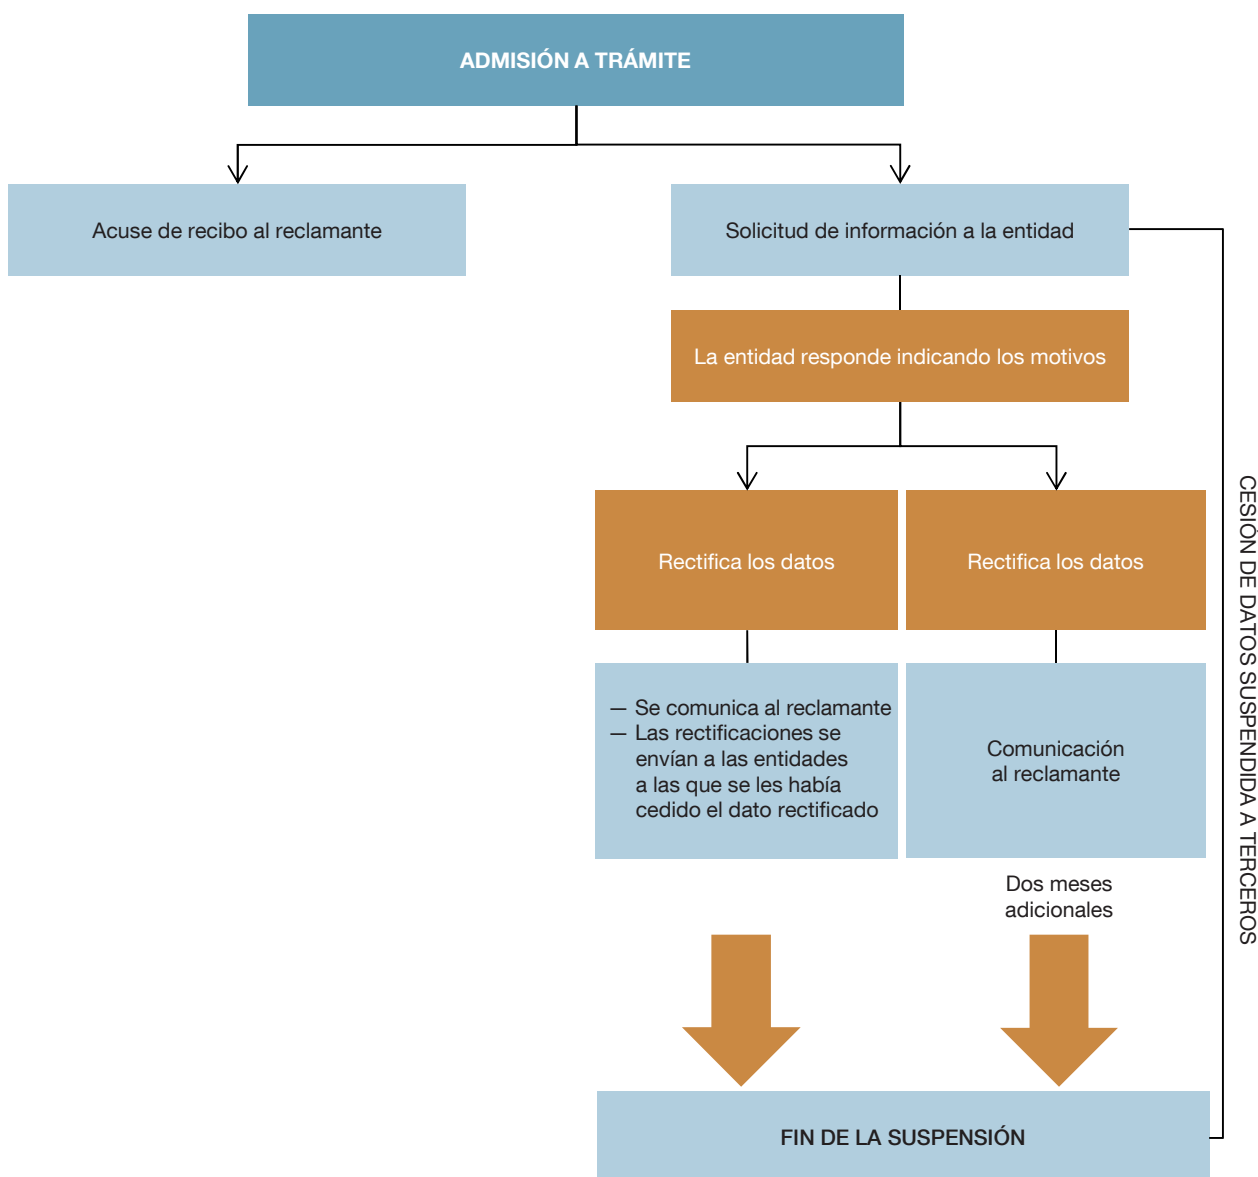 ADMISIÓN A TRÁMITE
Acuse de recibo al reclamante
Solicitud de información a la entidad
La entidad responde indicando los motivos
Rectifica los datos
Rectifica los datos
— Se comunica al reclamante
— Las rectificaciones se
envían a las entidades
a las que se les había
cedido el dato rectificado
Comunicación
al reclamante
Dos meses
adicionales
FIN DE LA SUSPENSIÓN
CESIÓN DE DATOS SUSPENDIDA A TERCEROS